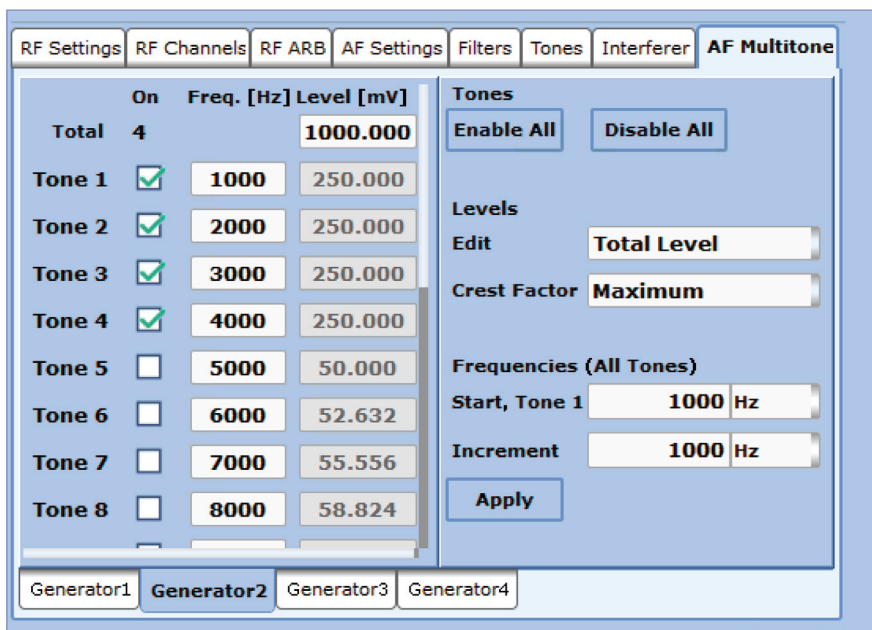 RF Settings RF Channels RF ARB AF Settings Filters Tones Interferer AF Multitone
On Freq. [Hz] Level [mV]
Total 4 1000.000
Tone 1 1000 250.000
Tone 2 2000 250.000
Tone 3 3000 250.000
Tone 4 4000 250.000
Tone 5 5000 50.000
Tone 6 6000 52.632
Tone 7 7000 55.556
Tone 8 8000 58.824
Tones
Enable All Disable All
Levels
Edit Total Level
Crest Factor Maximum
Frequencies (All Tones)
Start, Tone 1 1000 Hz
Increment 1000 Hz
Apply
Generator1 Generator2 Generator3 Generator4